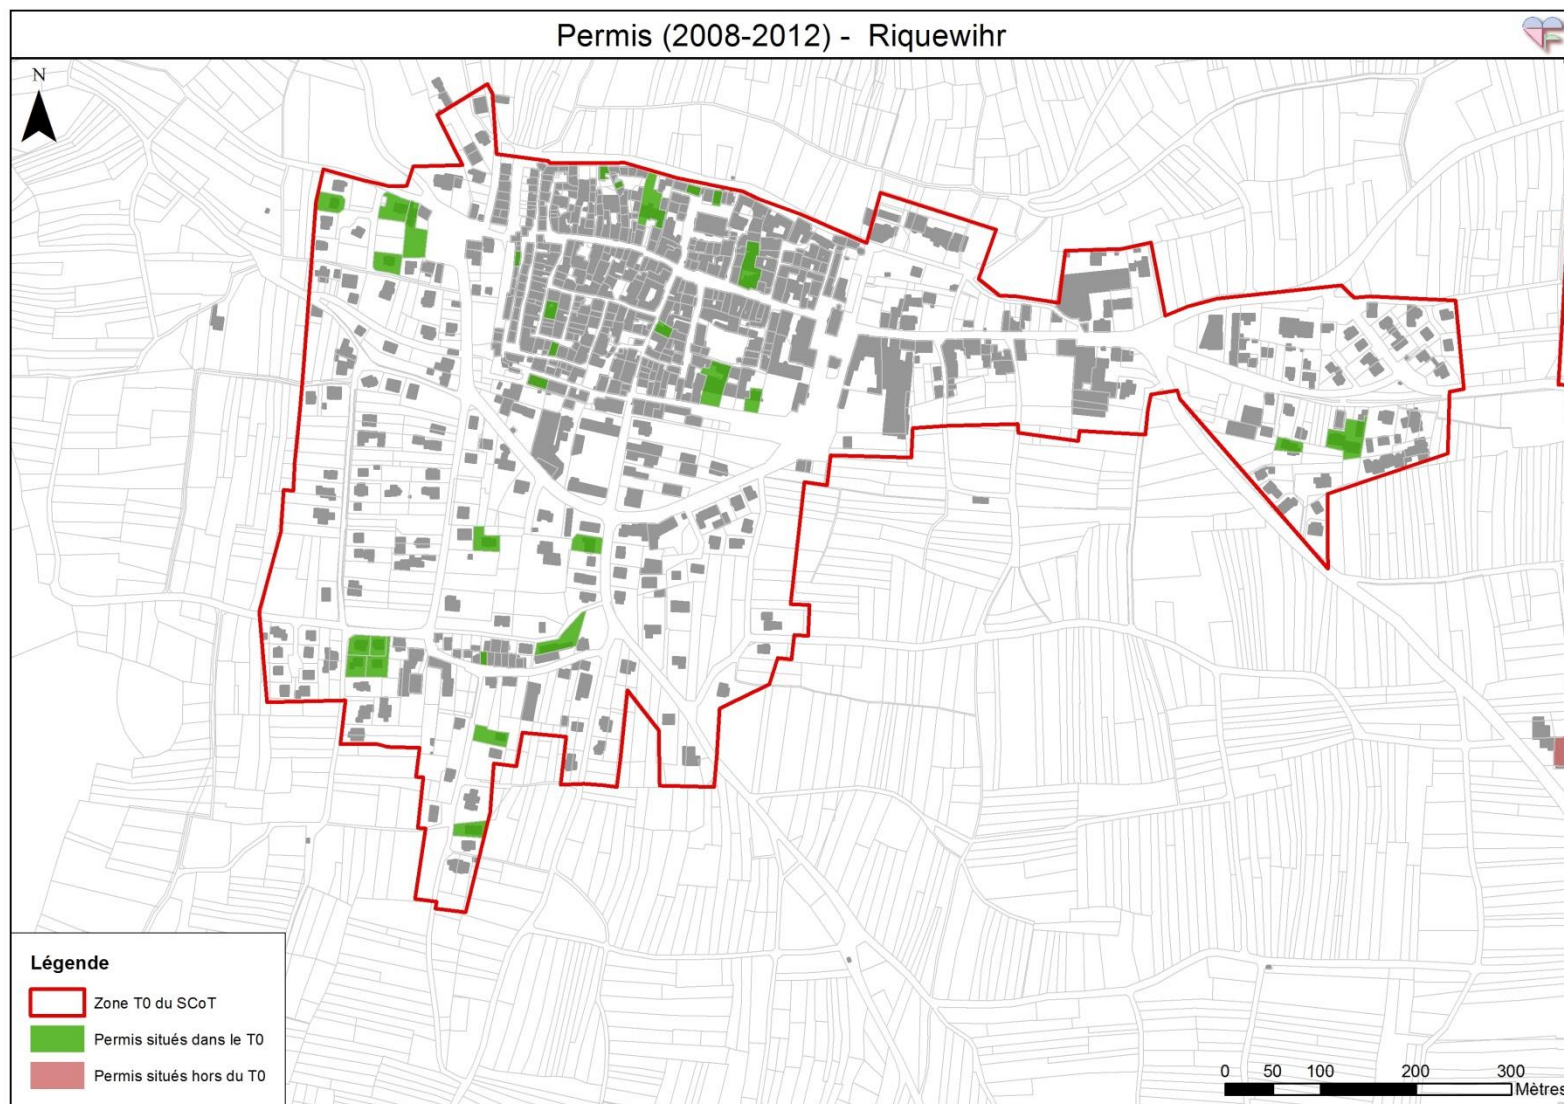 Permis (2008-2012) - Riquewihr
N
Légende
Zone T0 du SCoT
Permis situés dans le T0
Permis situés hors du T0
0 50 100 200 300
Mètres